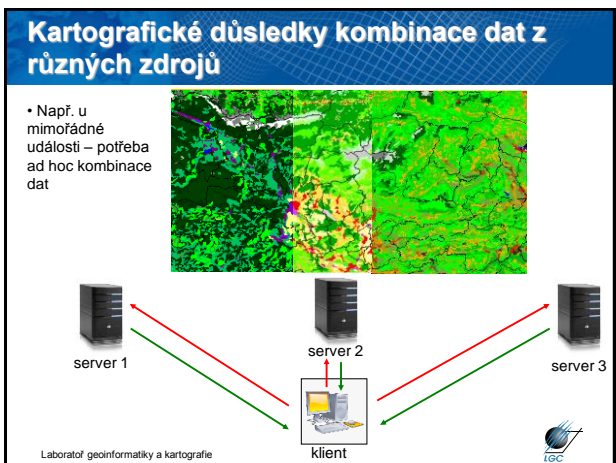 Kartografické důsledky kombinace dat z
různých zdrojů
• Např. u
mimořádné
události – potřeba
ad hoc kombinace
dat
server 1
server 2
server 3
klient
Laboratoř geoinformatiky a kartografie
LGC